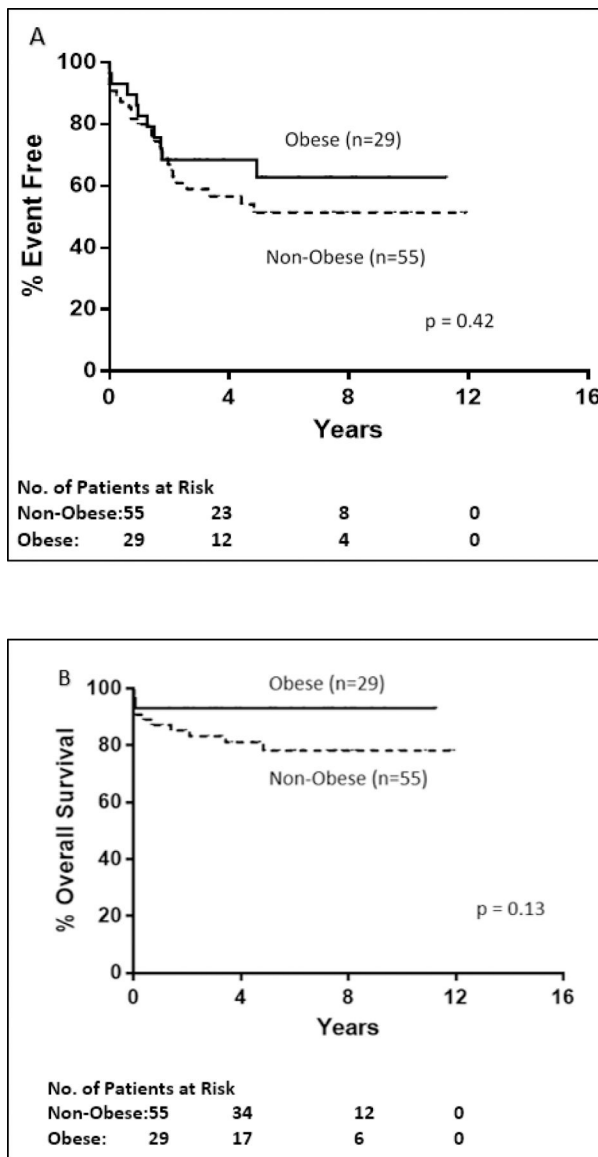 A
100
80
60
40
20
0
% Event Free
Obese (n=29)
Non-Obese (n=55)
p = 0.42
0 4 8 12 16
Years
No. of Patients at Risk
Non-Obese:55 23 8 0
Obese: 29 12 4 0
B
100
80
60
40
20
0
% Overall Survival
Obese (n=29)
Non-Obese (n=55)
p = 0.13
0 4 8 12 16
Years
No. of Patients at Risk
Non-Obese:55 34 12 0
Obese: 29 17 6 0